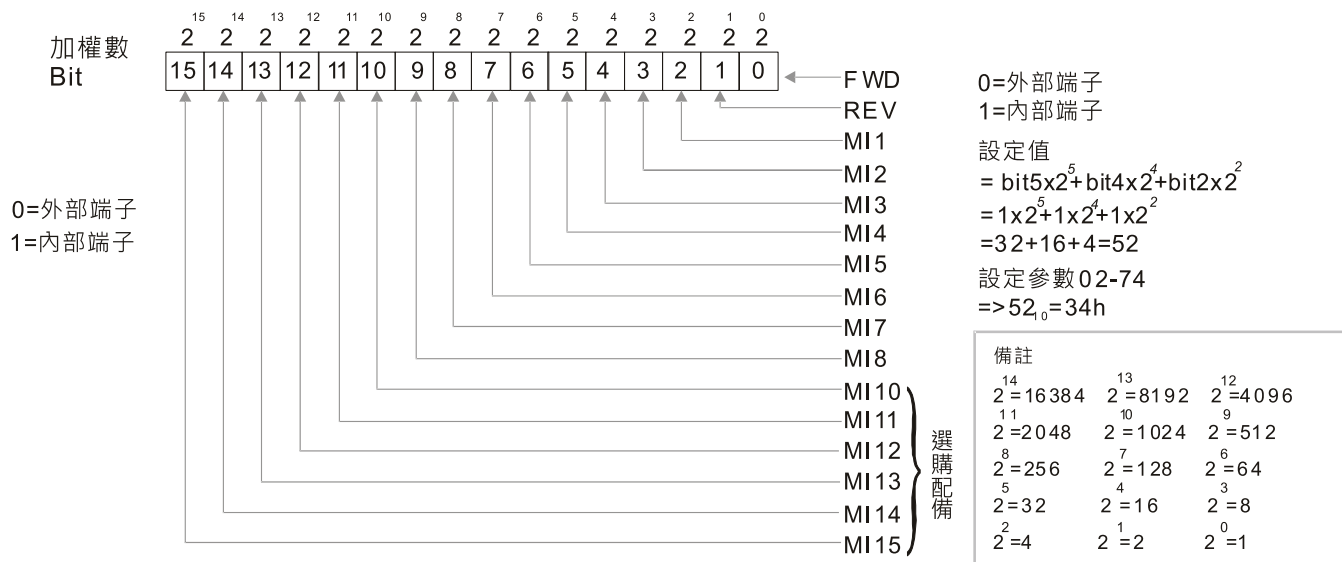 15 14 13 12 11 10 9 8 7 6 5 4 3 2 1 0
2 2 2 2 2 2 2 2 2 2 2 2 2 2 2 2
加權數
Bit
15 14 13 12 11 10 9 8 7 6 5 4 3 2 1 0
FWD
REV
MI1
MI2
MI3
MI4
MI5
MI6
MI7
MI8
MI10
MI11
MI12
MI13
MI14
MI15
選購配備
0=外部端子
1=內部端子
0=外部端子
1=內部端子
設定值
= bit5x2⁵+bit4x2⁴+bit2x2²
=1x2⁵+1x2⁴+1x2²
=32+16+4=52
設定參數02-74
=>52₁₀=34h
備註
2¹⁴=16384 2¹³=8192 2¹²=4096
2¹¹=2048 2¹⁰=1024 2⁹=512
2⁸=256 2⁷=128 2⁶=64
2⁵=32 2⁴=16 2³=8
2²=4 2¹=2 2⁰=1